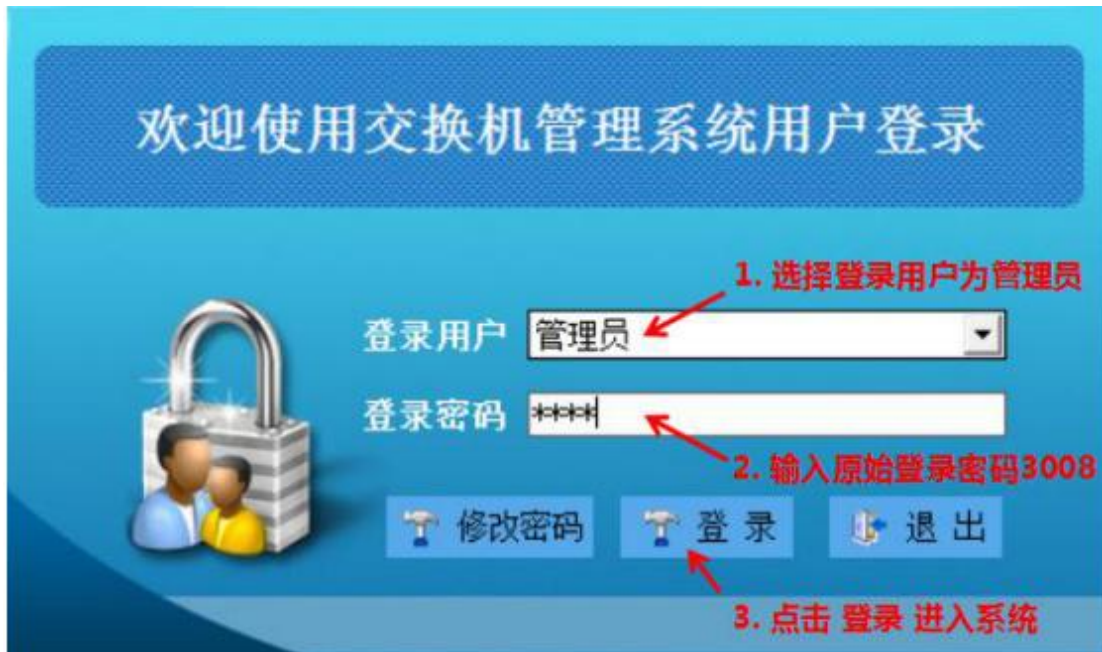 欢迎使用交换机管理系统用户登录
1. 选择登录用户为管理员
登录用户 管理员
登录密码 ****
2. 输入原始登录密码3008
修改密码 登 录 退 出
3. 点击 登录 进入系统